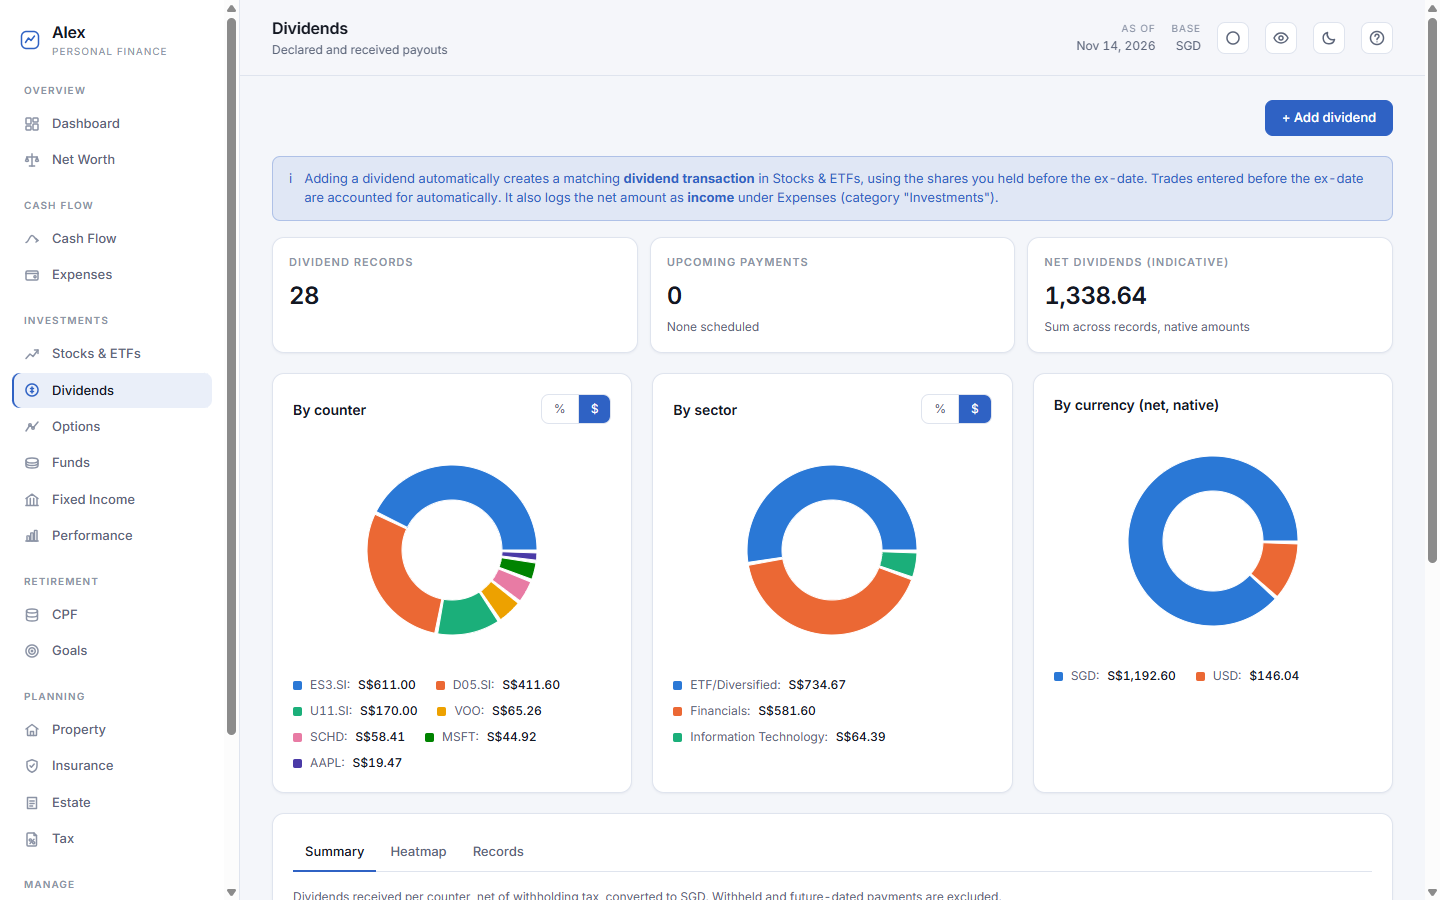 Alex
PERSONAL FINANCE
OVERVIEW
Dashboard
Net Worth
CASH FLOW
Cash Flow
Expenses
INVESTMENTS
Stocks & ETFs
Dividends
Options
Funds
Fixed Income
Performance
RETIREMENT
CPF
Goals
PLANNING
Property
Insurance
Estate
Tax
MANAGE
Dividends
Declared and received payouts
AS OF
Nov 14, 2026
BASE
SGD
+ Add dividend
i Adding a dividend automatically creates a matching dividend transaction in Stocks & ETFs, using the shares you held before the ex-date. Trades entered before the ex-date
are accounted for automatically. It also logs the net amount as income under Expenses (category "Investments").
DIVIDEND RECORDS
28
UPCOMING PAYMENTS
0
None scheduled
NET DIVIDENDS (INDICATIVE)
1,338.64
Sum across records, native amounts
By counter
% $
ES3.SI: S$611.00 D05.SI: S$411.60
U11.SI: S$170.00 VOO: S$65.26
SCHD: S$58.41 MSFT: S$44.92
AAPL: S$19.47
By sector
% $
ETF/Diversified: S$734.67
Financials: S$581.60
Information Technology: S$64.39
By currency (net, native)
SGD: S$1,192.60 USD: $146.04
Summary Heatmap Records
Dividends received per counter, net of withholding tax, converted to SGD. Withheld and future-dated payments are excluded.